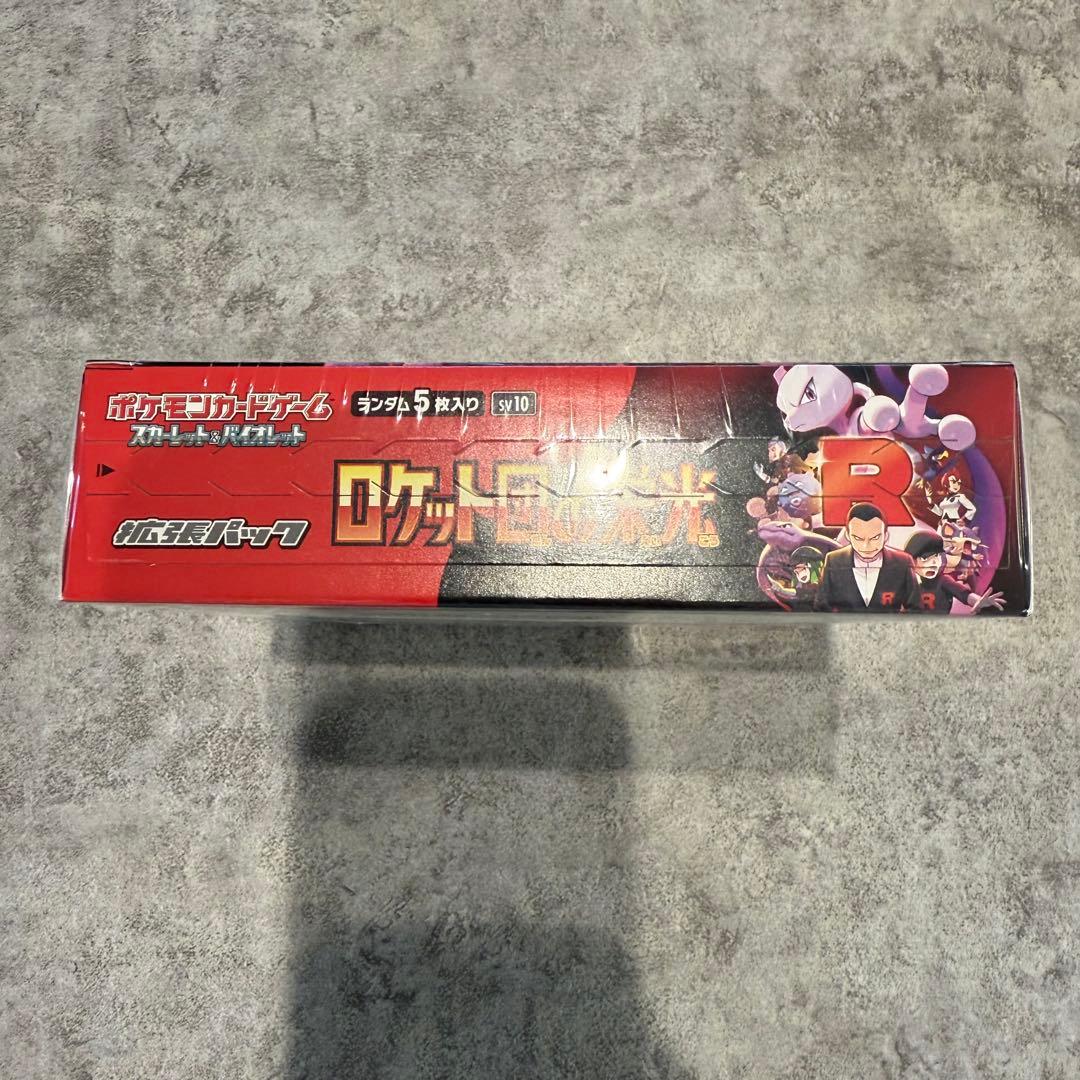 ポケモンカードゲーム
スカーレット&バイオレット
ランダム5枚入り
sv10
拡張パック
ロケット団の栄光
R
R
R